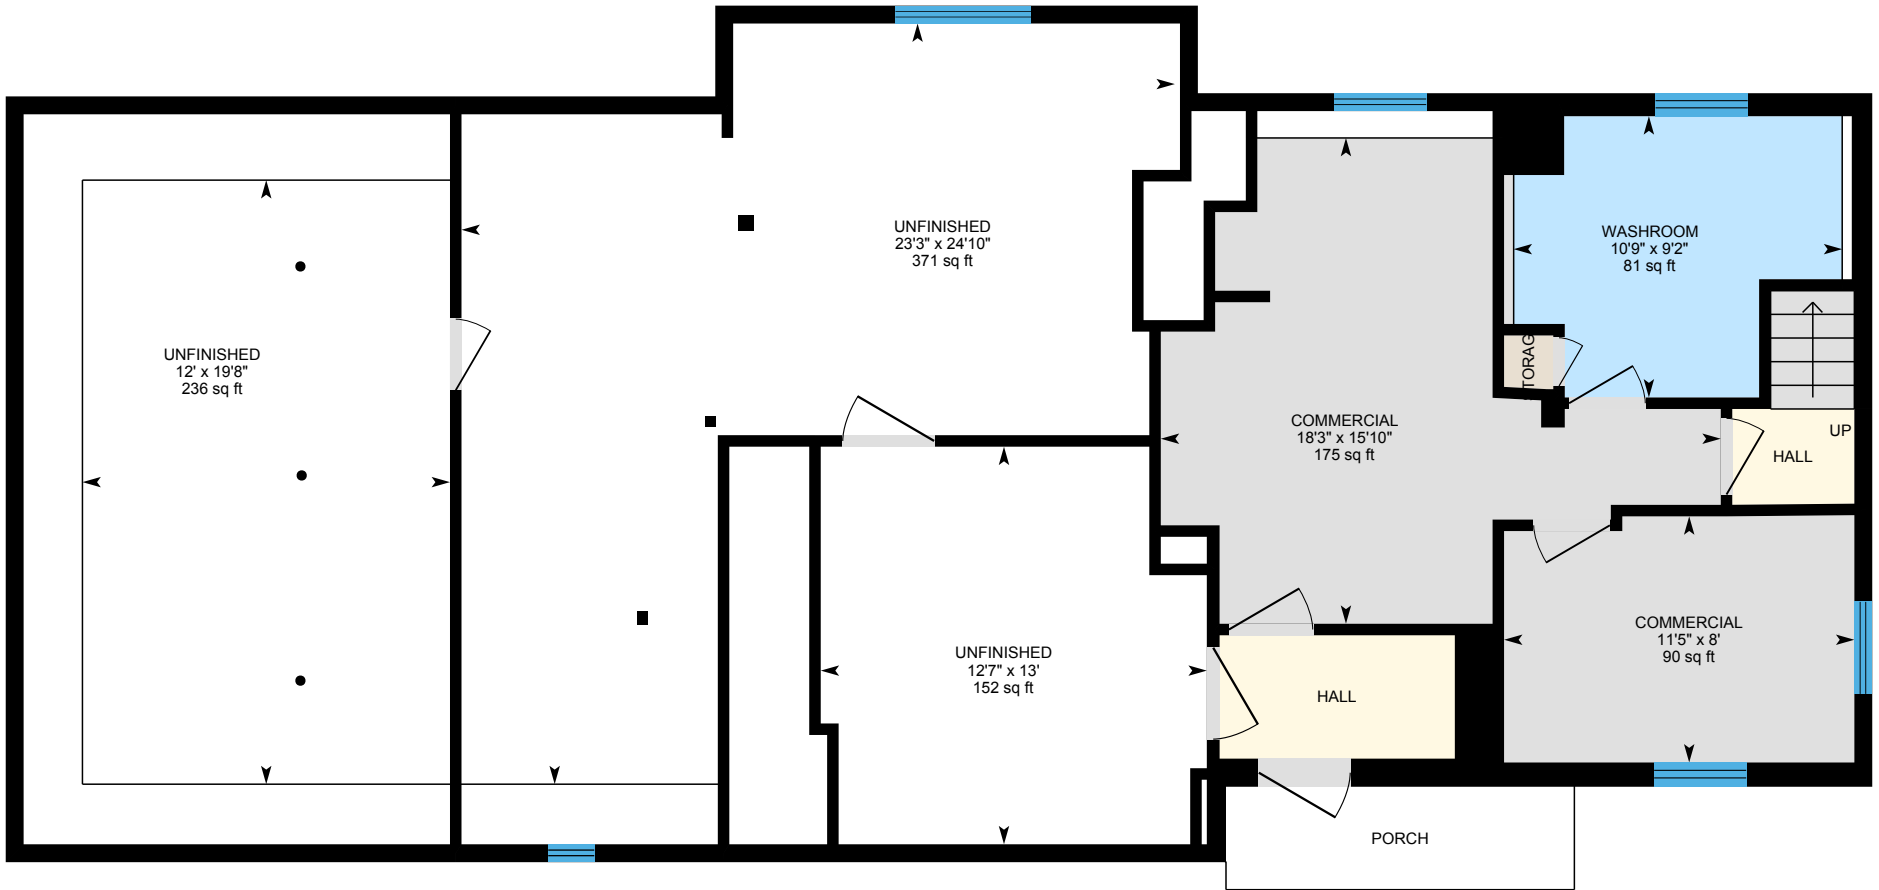 UNFINISHED
23'3" x 24'10"
371 sq ft
WASHROOM
10'9" x 9'2"
81 sq ft
UNFINISHED
12' x 19'8"
236 sq ft
TORAG
COMMERCIAL
18'3" x 15'10"
175 sq ft
UP
HALL
UNFINISHED
12'7" x 13'
152 sq ft
COMMERCIAL
11'5" x 8'
90 sq ft
HALL
PORCH